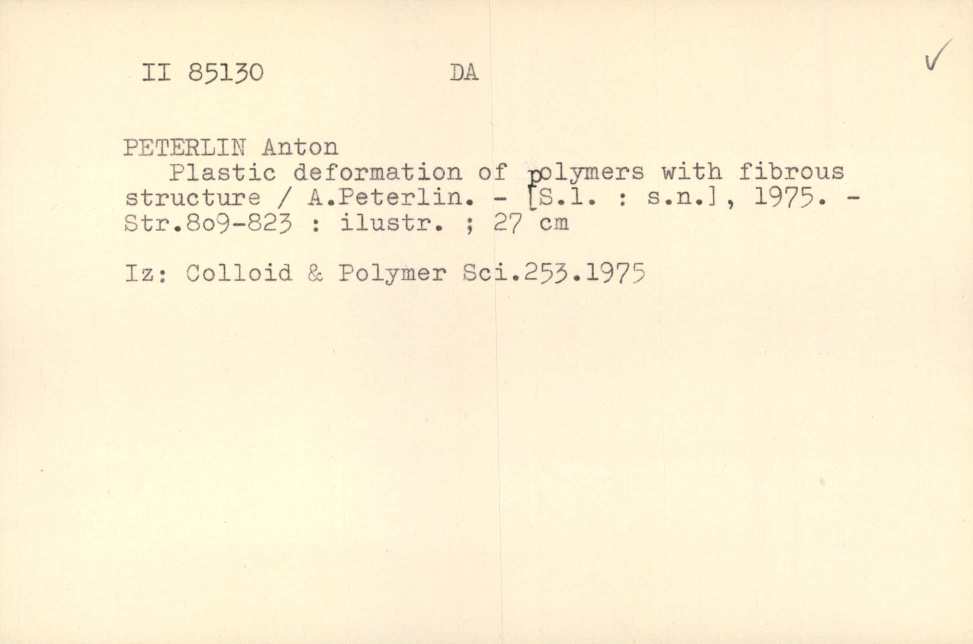 II 85130 DA
PETERLIN Anton
Plastic deformation of polymers with fibrous
structure / A.Peterlin. - [S.l. : s.n.], 1975. -
Str.809-823 : ilustr. ; 27 cm
Iz: Colloid & Polymer Sci.253.1975